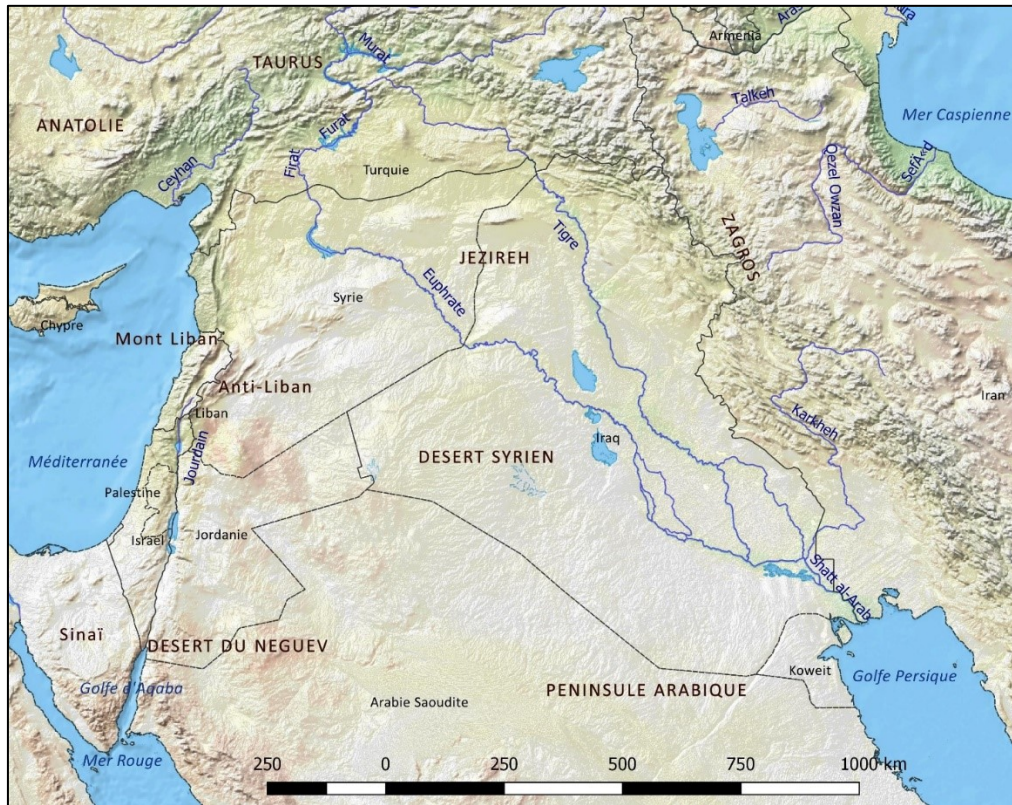 Armenia
Aras
ara
Murat
TAURUS
Talkeh
Mer Caspienne
ANATOLIE
Furat
Firat
Ceyhan
Turquie
Qezel Owzan
SefÃ«d
ZAGROS
Tigre
JEZIREH
Euphrate
Syrie
Chypre
Mont Liban
Anti-Liban
Liban
Iran
Karkheh
Iraq
Jourdain
Méditerranée
DESERT SYRIEN
Palestine
Israel
Jordanie
Shatt al-Arab
Sinaï
DESERT DU NEGUEV
Koweit
Golfe Persique
Golfe d'Aqaba
PENINSULE ARABIQUE
Arabie Saoudite
Mer Rouge
250 0 250 500 750 1000 km